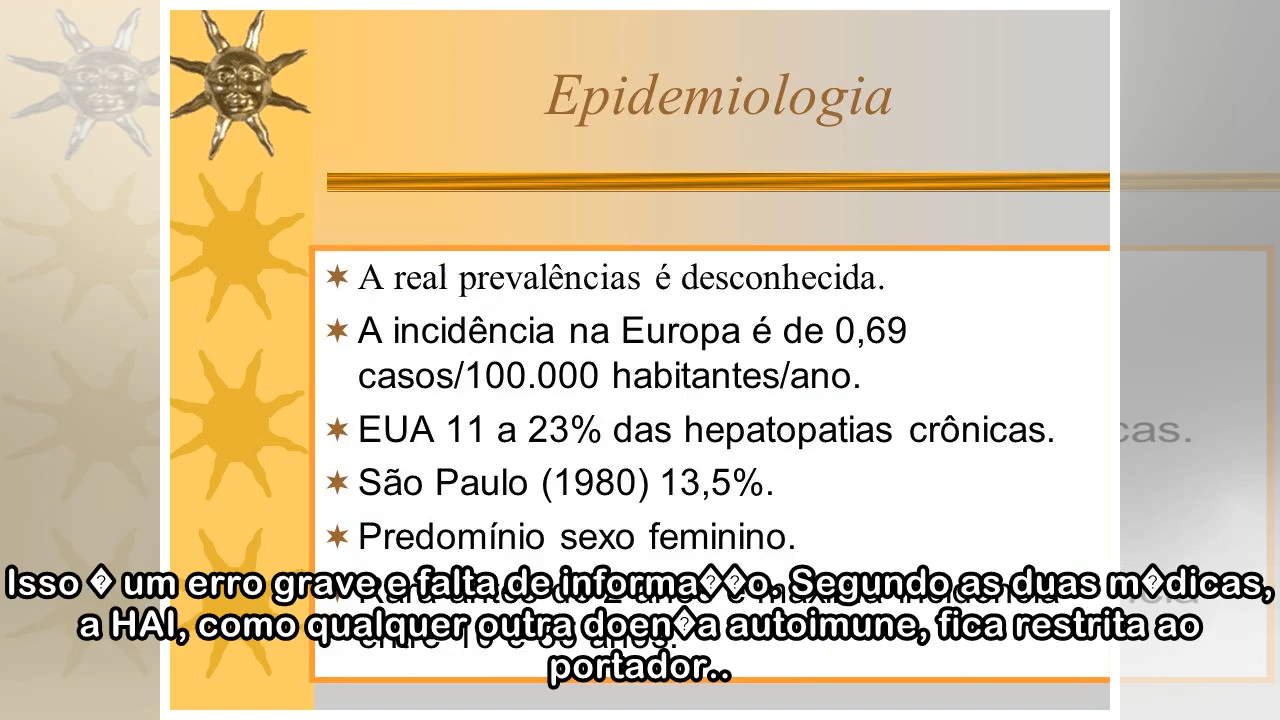 Epidemiologia
✶ A real prevalências é desconhecida.
✶ A incidência na Europa é de 0,69
casos/100.000 habitantes/ano.
✶ EUA 11 a 23% das hepatopatias crônicas.
cas.
✶ São Paulo (1980) 13,5%.
✶ Predomínio sexo feminino.
Isso � um erro grave e falta de informa��o. Segundo as duas m�dicas,
a HAI, como qualquer outra doen�a autoimune, fica restrita ao
portador..